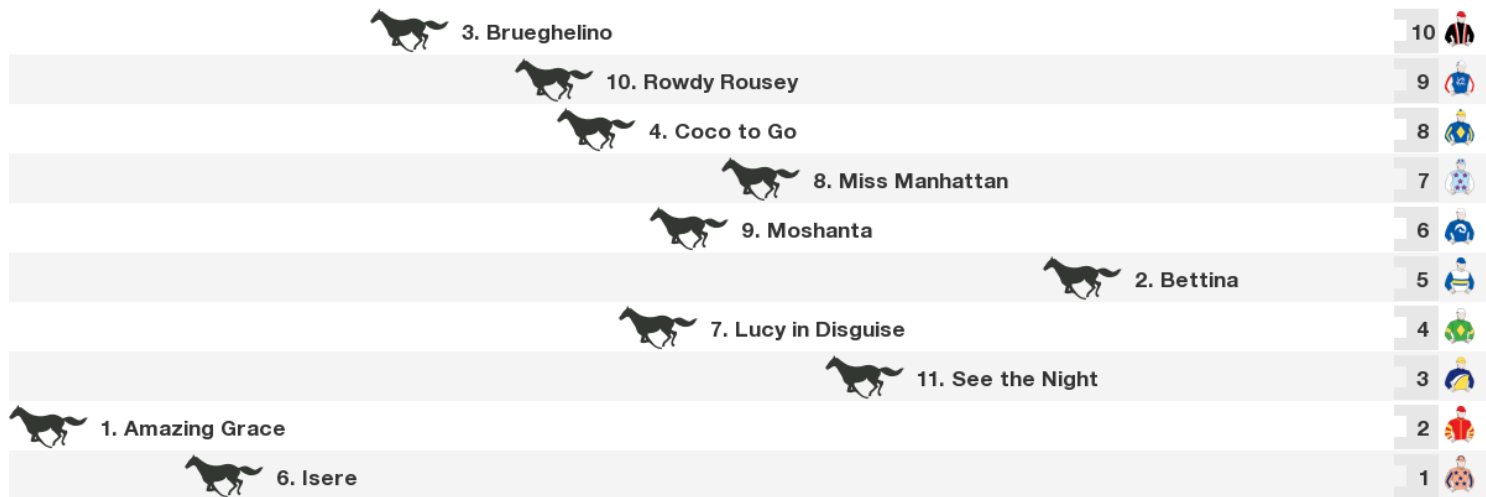 3. Brueghelino 10
10. Rowdy Rousey 9
4. Coco to Go 8
8. Miss Manhattan 7
9. Moshanta 6
2. Bettina 5
7. Lucy in Disguise 4
11. See the Night 3
1. Amazing Grace 2
6. Isere 1